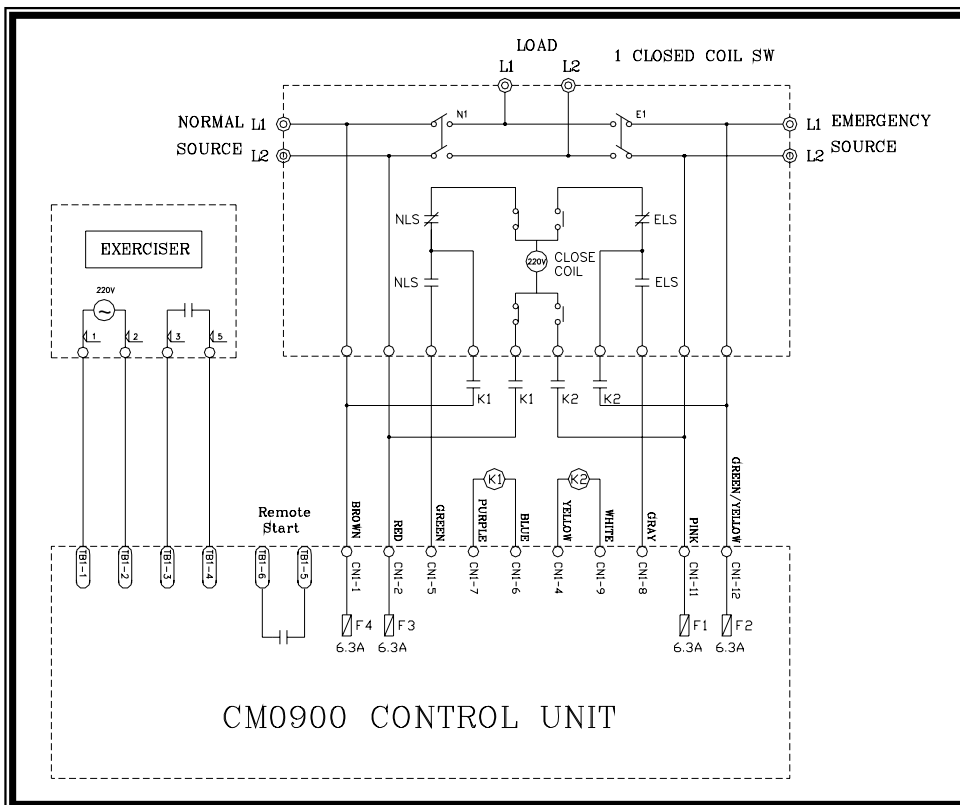 LOAD
L1 L2
1 CLOSED COIL SW
NORMAL L1
SOURCE L2
N1
E1
L1 EMERGENCY
L2 SOURCE
NLS
ELS
220V
CLOSE
COIL
NLS
ELS
EXERCISER
220V
1
2
3
5
K1
K1
K2
K2
K1
K2
Remote
Start
BROWN
RED
GREEN
PURPLE
BLUE
YELLOW
WHITE
GRAY
PINK
GREEN/YELLOW
TB1-1
TB1-2
TB1-3
TB1-4
TB1-6
TB1-5
CN1-1
CN1-2
CN1-5
CN1-7
CN1-6
CN1-4
CN1-9
CN1-8
CN1-11
CN1-12
F4
6.3A
F3
6.3A
F1
6.3A
F2
6.3A
CM0900 CONTROL UNIT